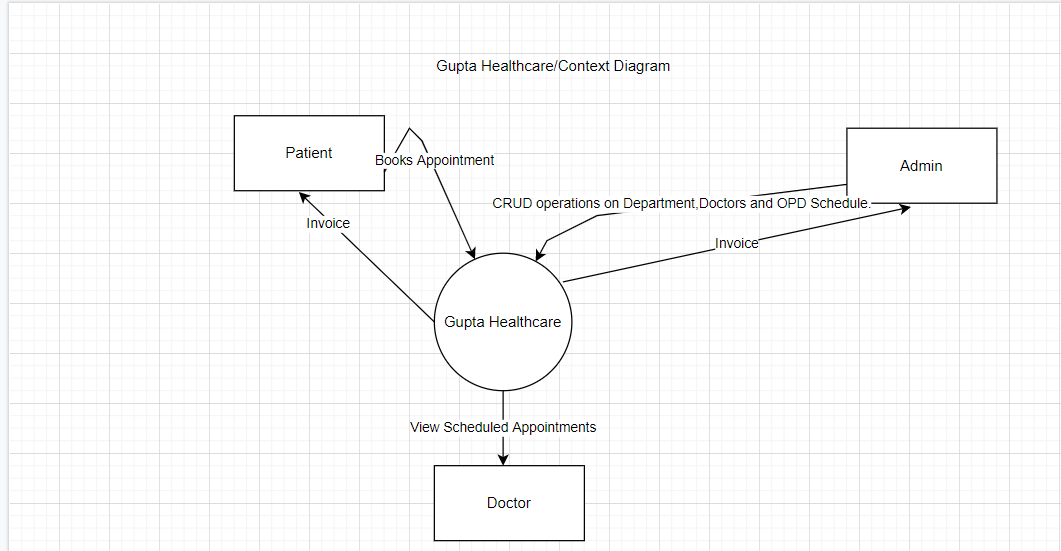 Gupta Healthcare/Context Diagram
Patient
Books Appointment
Admin
CRUD operations on Department,Doctors and OPD Schedule.
Invoice
Invoice
Gupta Healthcare
View Scheduled Appointments
Doctor